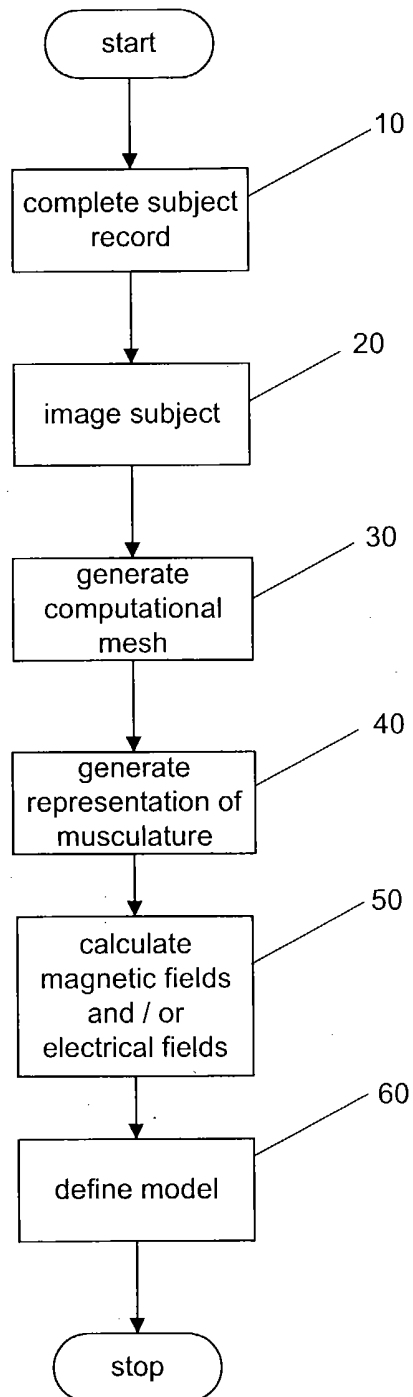 start
10
complete subject
record
20
image subject
30
generate
computational
mesh
40
generate
representation of
musculature
50
calculate
magnetic fields
and / or
electrical fields
60
define model
stop